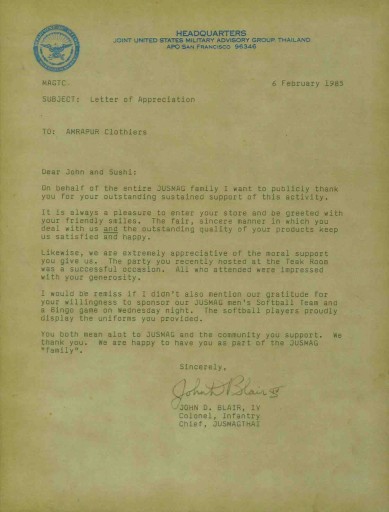 HEADQUARTERS
JOINT UNITED STATES MILITARY ADVISORY GROUP THAILAND
APO SAN FRANCISCO 96346
MAGTC
6 February 1985
SUBJECT: Letter of Appreciation
TO: AMRAPUR Clothiers
Dear John and Sushi:
On behalf of the entire JUSMAG family I want to publicly thank
you for your outstanding sustained support of this activity.
It is always a pleasure to enter your store and be greeted with
your friendly smiles. The fair, sincere manner in which you
deal with us and the outstanding quality of your products keep
us satisfied and happy.
Likewise, we are extremely appreciative of the moral support
you give us. The party you recently hosted at the Teak Room
was a successful occasion. All who attended were impressed
with your generosity.
I would be remiss if I didn't also mention our gratitude for
your willingness to sponsor our JUSMAG men's Softball Team and
a Bingo game on Wednesday night. The softball players proudly
display the uniforms you provided.
You both mean alot to JUSMAG and the community you support. We
thank you. We are happy to have you as part of the JUSMAG
"family".
Sincerely,
John D Blair IV
JOHN D. BLAIR, IV
Colonel, Infantry
Chief, JUSMAGTHAI